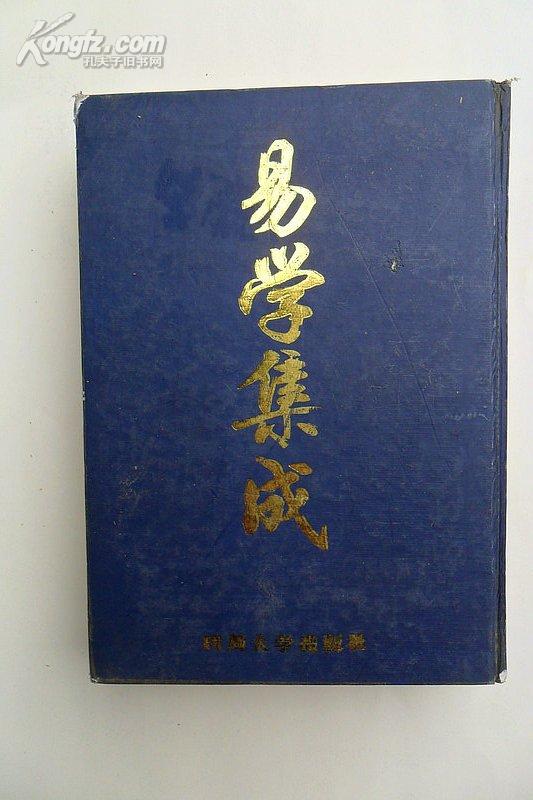 Kongfz.com
孔夫子旧书网
易学集成
四川大学出版社